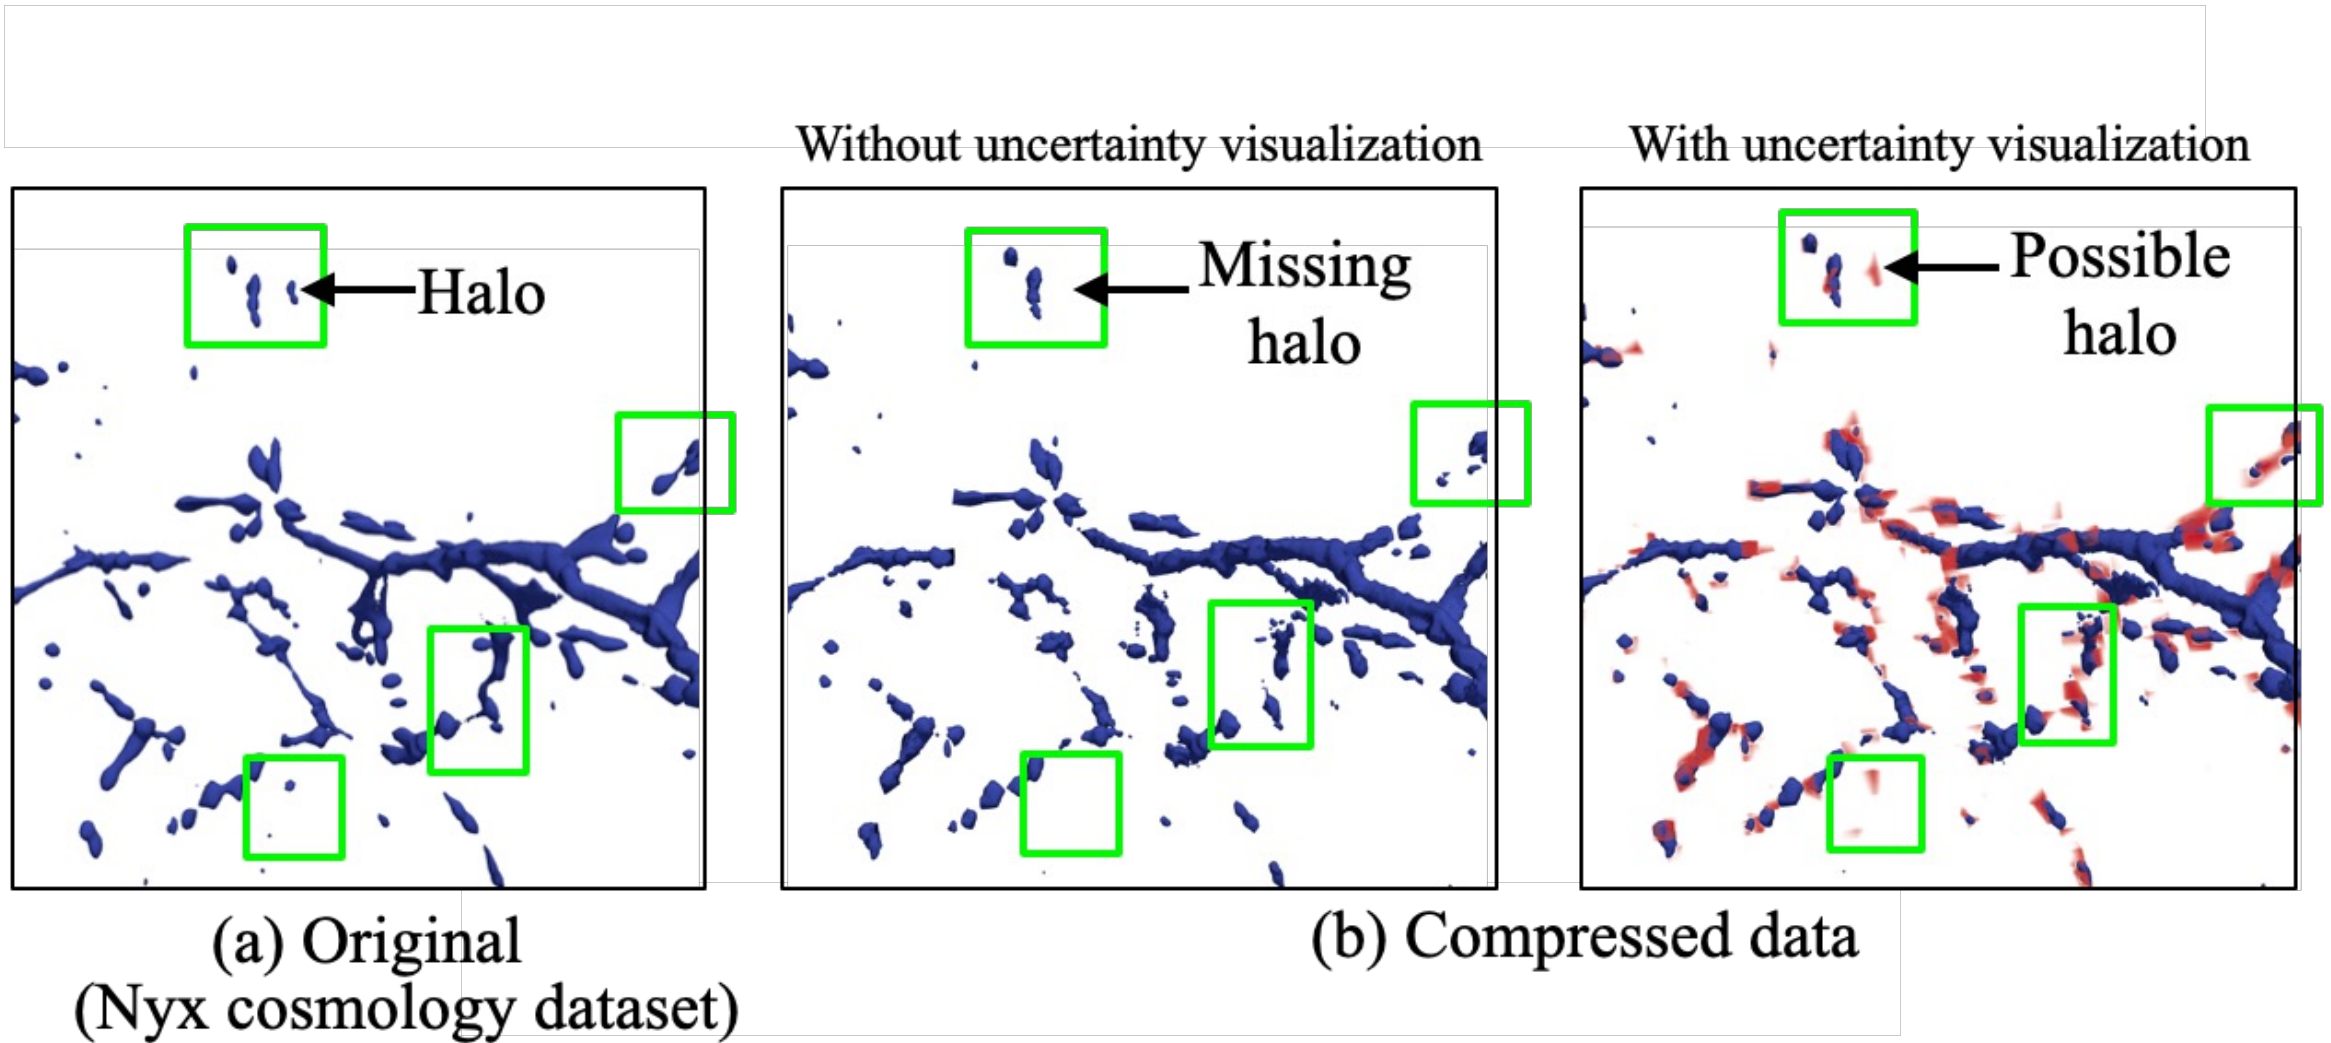 Without uncertainty visualization
With uncertainty visualization
Halo
Missing
halo
Possible
halo
(a) Original
(Nyx cosmology dataset)
(b) Compressed data